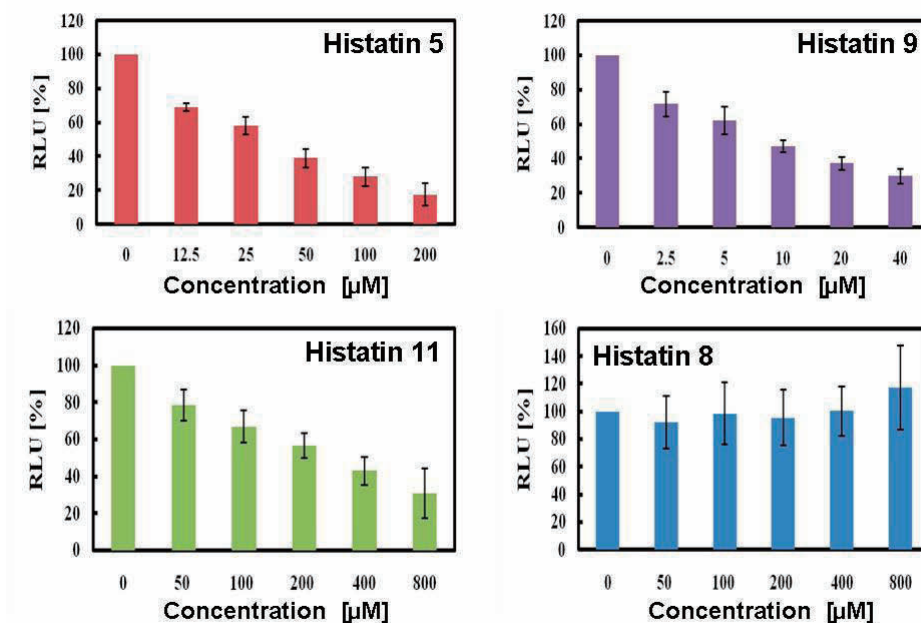 Histatin 5
RLU [%]
120
100
80
60
40
20
0
0 12.5 25 50 100 200
Concentration [µM]
Histatin 9
RLU [%]
120
100
80
60
40
20
0
0 2.5 5 10 20 40
Concentration [µM]
Histatin 11
RLU [%]
120
100
80
60
40
20
0
0 50 100 200 400 800
Concentration [µM]
Histatin 8
RLU [%]
160
140
120
100
80
60
40
20
0
0 50 100 200 400 800
Concentration [µM]